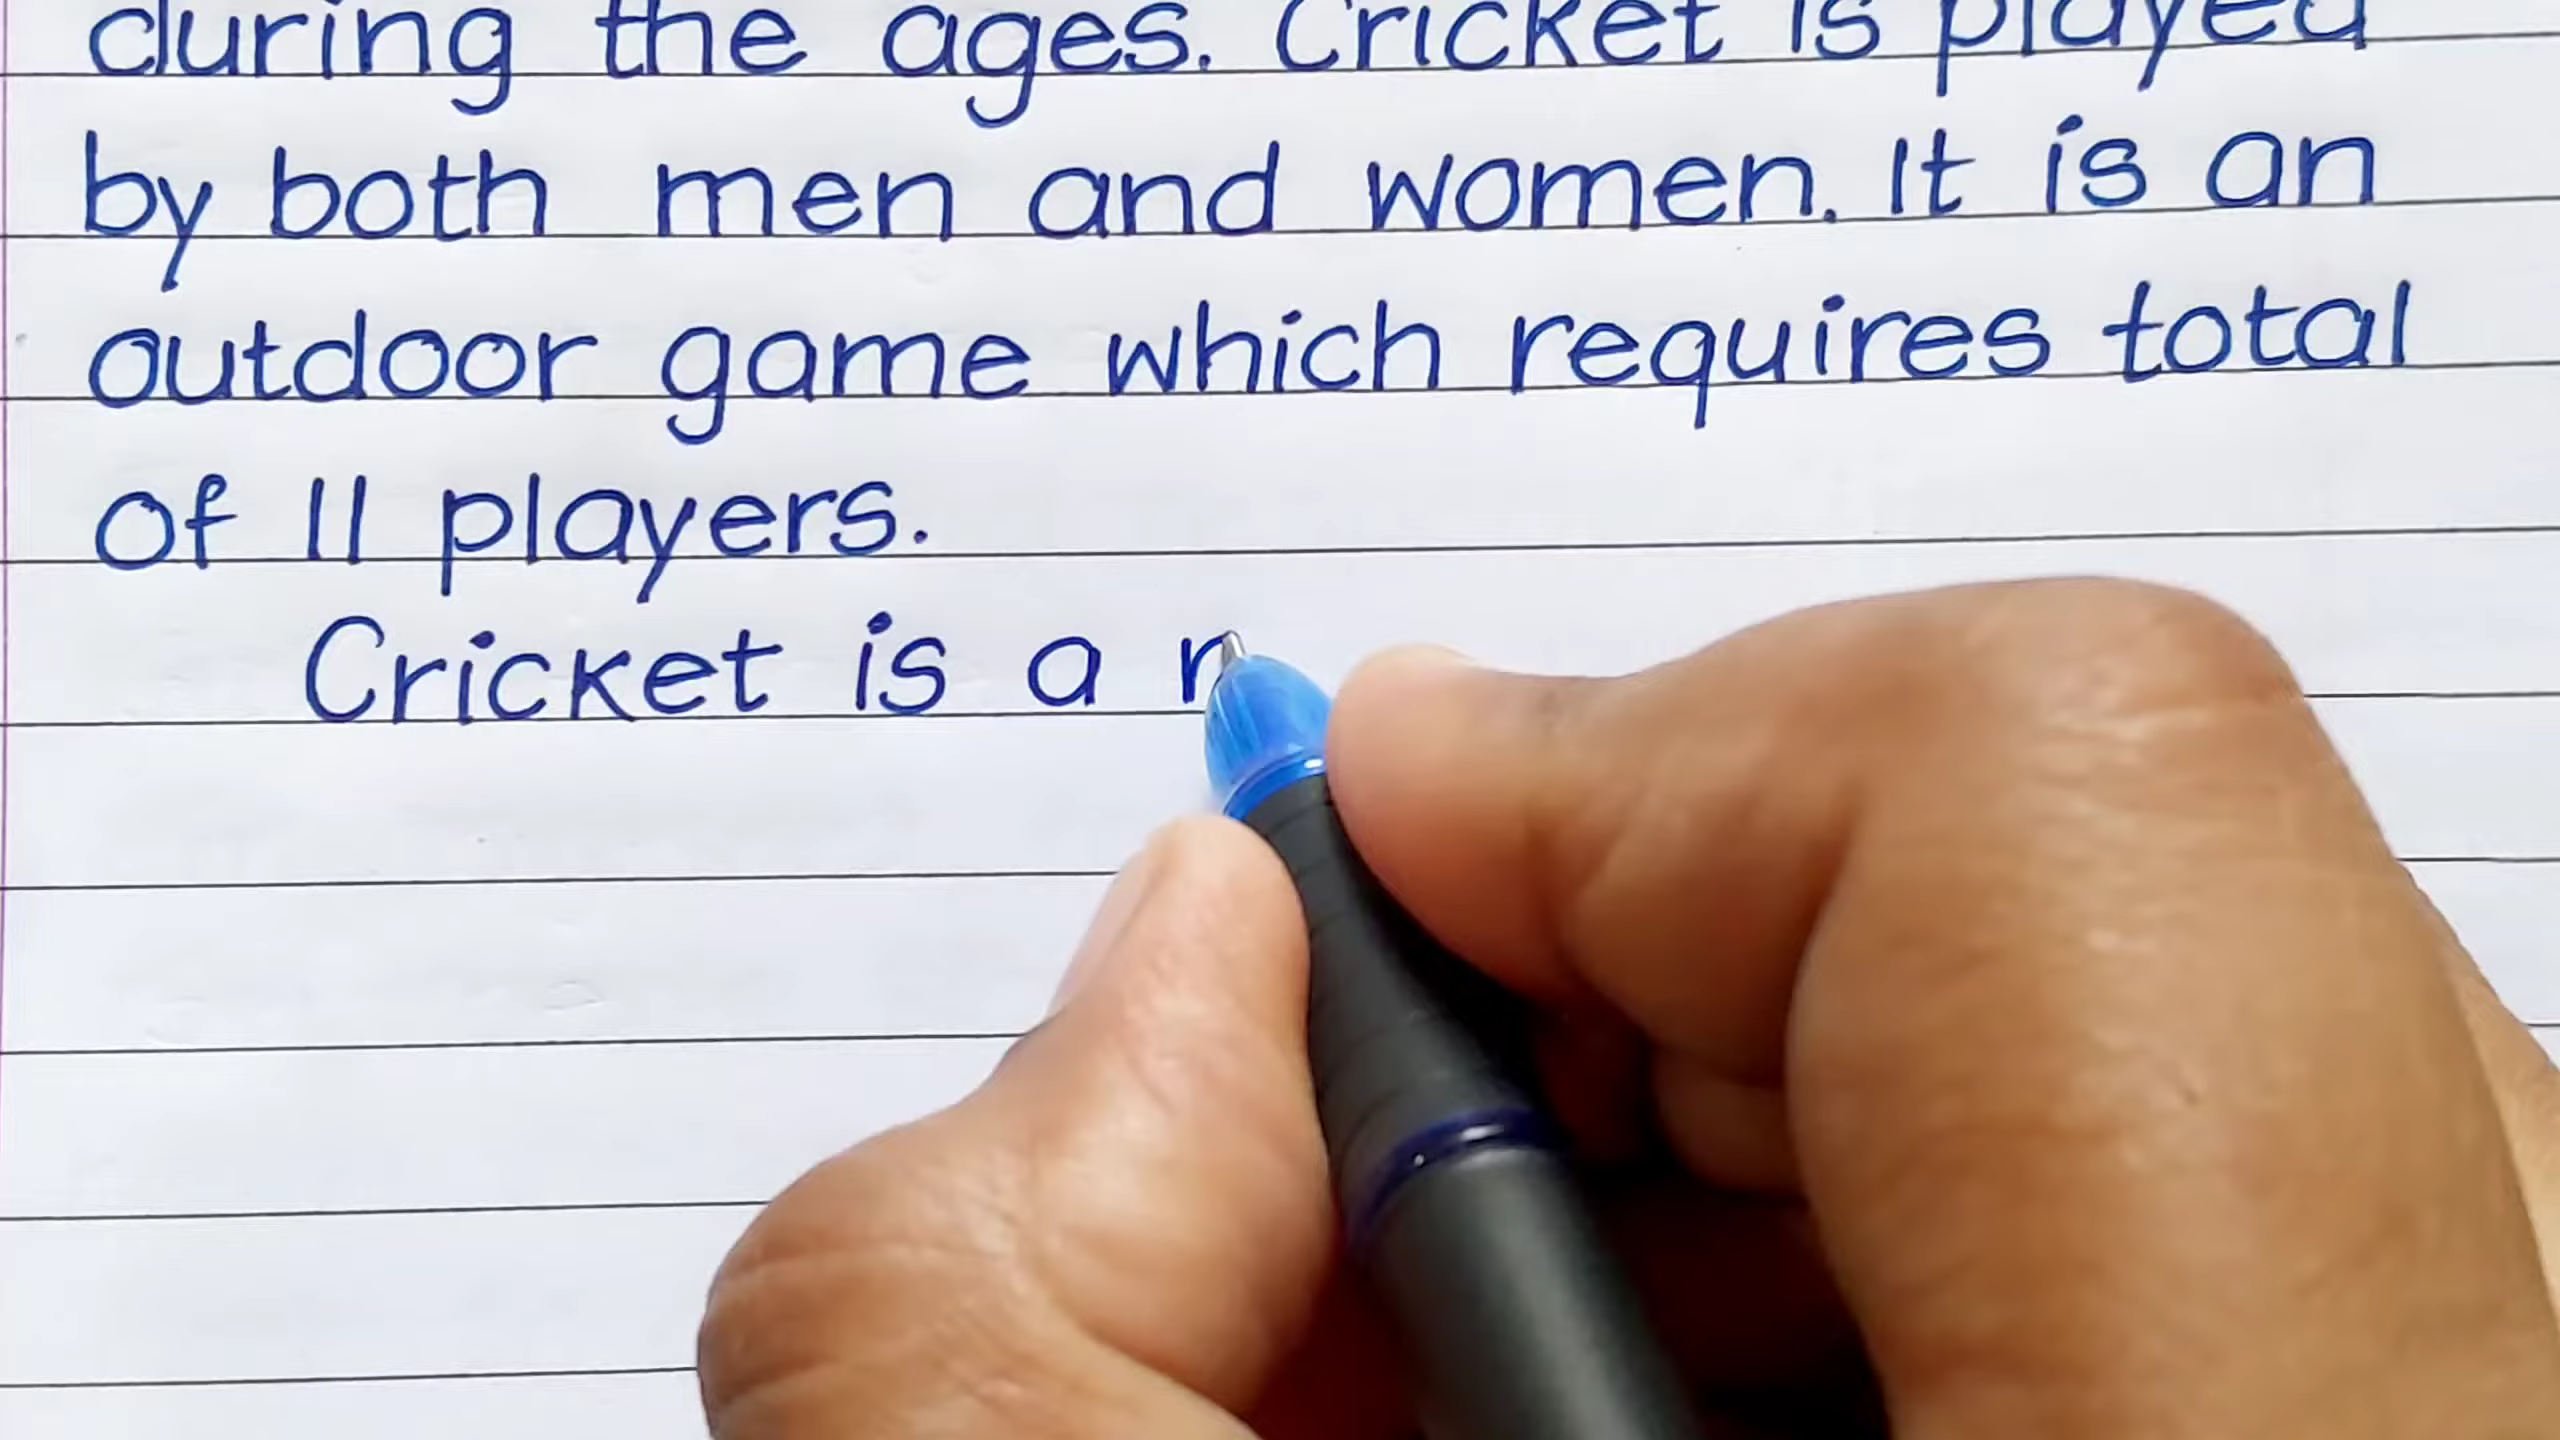 during the ages. Cricket is played
by both men and women. It is an
outdoor game which requires total
of 11 players.
Cricket is a